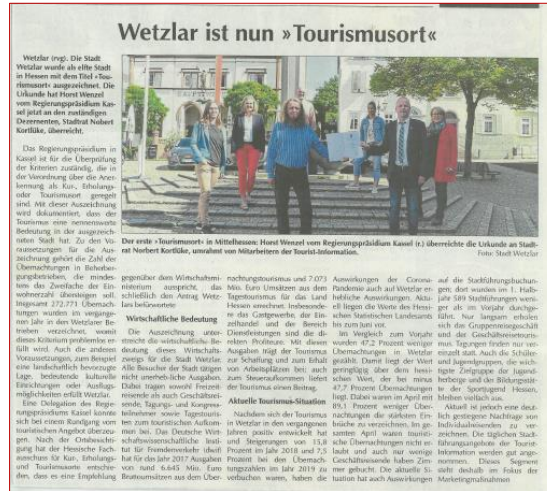 Wetzlar ist nun »Tourismusort«
Wetzlar (rvg). Die Stadt
Wetzlar wurde als elfte Stadt
in Hessen mit dem Titel »Tou-
rismusort« ausgezeichnet. Die
Urkunde hat Horst Wenzel
vom Regierungspräsidium Kas-
sel jetzt an den zuständigen
Dezernenten, Stadtrat Nobert
Kortlüke, überreicht.
Das Regierungspräsidium in
Kassel ist für die Überprüfung
der Kriterien zuständig, die in
der Verordnung über die Aner-
kennung als Kur-, Erholungs-
oder Tourismusort geregelt
sind. Mit dieser Auszeichnung
wird dokumentiert, dass der
Tourismus eine nennenswerte
Bedeutung in der ausgezeich-
neten Stadt hat. Zu den Vo-
raussetzungen für die Aus-
zeichnung gehört die Zahl der
Übernachtungen in Beherber-
gungsbetrieben, die mindes-
tens das Zweifache der Ein-
wohnerzahl übersteigen soll.
Insgesamt 272.771 Übernach-
tungen wurden im vergange-
nen Jahr in den Wetzlarer Be-
trieben verzeichnet, womit
dieses Kriterium problemlos er-
füllt wird. Auch die anderen
Voraussetzungen, zum Beispiel
eine landschaftlich bevorzugte
Lage, bedeutende kulturelle
Einrichtungen oder Ausflugs-
möglichkeiten erfüllt Wetzlar.
Eine Delegation des Regie-
rungspräsidiums Kassel konnte
sich bei einem Rundgang vom
touristischen Angebot überzeu-
gen. Nach der Ortsbesichti-
gung hat der Hessische Fach-
ausschuss für Kur-, Erholungs-
und Tourismusorte entschie-
den, dass es eine Empfehlung
Der erste »Tourismusort« in Mittelhessen: Horst Wenzel vom Regierungspräsidium Kassel (r.) überreichte die Urkunde an Stadt-
rat Norbert Kortlüke, umrahmt von Mitarbeitern der Tourist-Information.
Foto: Stadt Wetzlar
gegenüber dem Wirtschaftsmi-
nisterium ausspricht, das
schließlich den Antrag Wetz-
lars befürwortete.
Wirtschaftliche Bedeutung
Die Auszeichnung unter-
streicht die wirtschaftliche Be-
deutung dieses Wirtschafts-
zweigs für die Stadt Wetzlar.
Alle Besucher der Stadt tätigen
nicht unerhebliche Ausgaben.
Dabei tragen sowohl Freizeit-
reisende als auch Geschäftsrei-
sende, Tagungs- und Kongress-
teilnehmer sowie Tagestouris-
ten zum touristischen Aufkom-
men bei. Das Deutsche Wirt-
schaftswissenschaftliche Insti-
tut für Fremdenverkehr (dwif)
hat für das Jahr 2017 Ausgaben
von rund 6.645 Mio. Euro
Bruttoumsätzen aus dem Über-
nachtungstourismus und 7.073
Mio. Euro Umsätzen aus dem
Tagestourismus für das Land
Hessen errechnet. Insbesonde-
re das Gastgewerbe, der Ein-
zelhandel und der Bereich
Dienstleistungen sind die di-
rekten Profiteure. Mit diesen
Ausgaben trägt der Tourismus
zur Schaffung und zum Erhalt
von Arbeitsplätzen bei; auch
zum Steueraufkommen liefert
der Tourismus einen Beitrag.
Aktuelle Tourismus-Situation
Nachdem sich der Tourismus
in Wetzlar in den vergangenen
Jahren positiv entwickelt hat
und Steigerungen von 15,8
Prozent im Jahr 2018 und 7,5
Prozent bei den Übernach-
tungszahlen im Jahr 2019 zu
verbuchen waren, haben die
Auswirkungen der Corona-
Pandemie auch auf Wetzlar er-
hebliche Auswirkungen. Aktu-
ell liegen die Werte des Hessi-
schen Statistischen Landesamts
bis zum Juni vor.
Im Vergleich zum Vorjahr
wurden 47,2 Prozent weniger
Übernachtungen in Wetzlar
gezählt. Damit liegt der Wert
geringfügig über dem hessi-
schen Wert, der bei minus
47,7 Prozent Übernachtungen
liegt. Dabei waren im April mit
89,1 Prozent weniger Über-
nachtungen die stärksten Ein-
brüche zu verzeichnen. Im ge-
samten April waren touristi-
sche Übernachtungen nicht er-
laubt und auch nur wenige
Geschäftsreisende haben Zim-
mer gebucht. Die aktuelle Si-
tuation hat auch Auswirkungen
auf die Stadtführungsbuchun-
gen; dort wurden im 1. Halb-
jahr 589 Stadtführungen weni-
ger als im Vorjahr durchge-
führt. Nur langsam erholen
sich das Gruppenreisegeschäft
und der Geschäftsreisetouris-
mus. Tagungen finden nur ver-
einzelt statt. Auch die Schüler-
und Jugendgruppen, die wich-
tigste Zielgruppe der Jugend-
herberge und der Bildungsstät-
te der Sportjugend Hessen,
bleiben vielfach aus.
Aktuell ist jedoch eine deut-
lich gestiegene Nachfrage von
Individualreisenden zu ver-
zeichnen. Die täglichen Stadt-
führungsangebote der Tourist-
Information werden gut ange-
nommen. Dieses Segment
steht deshalb im Fokus der
Marketingmaßnahmen